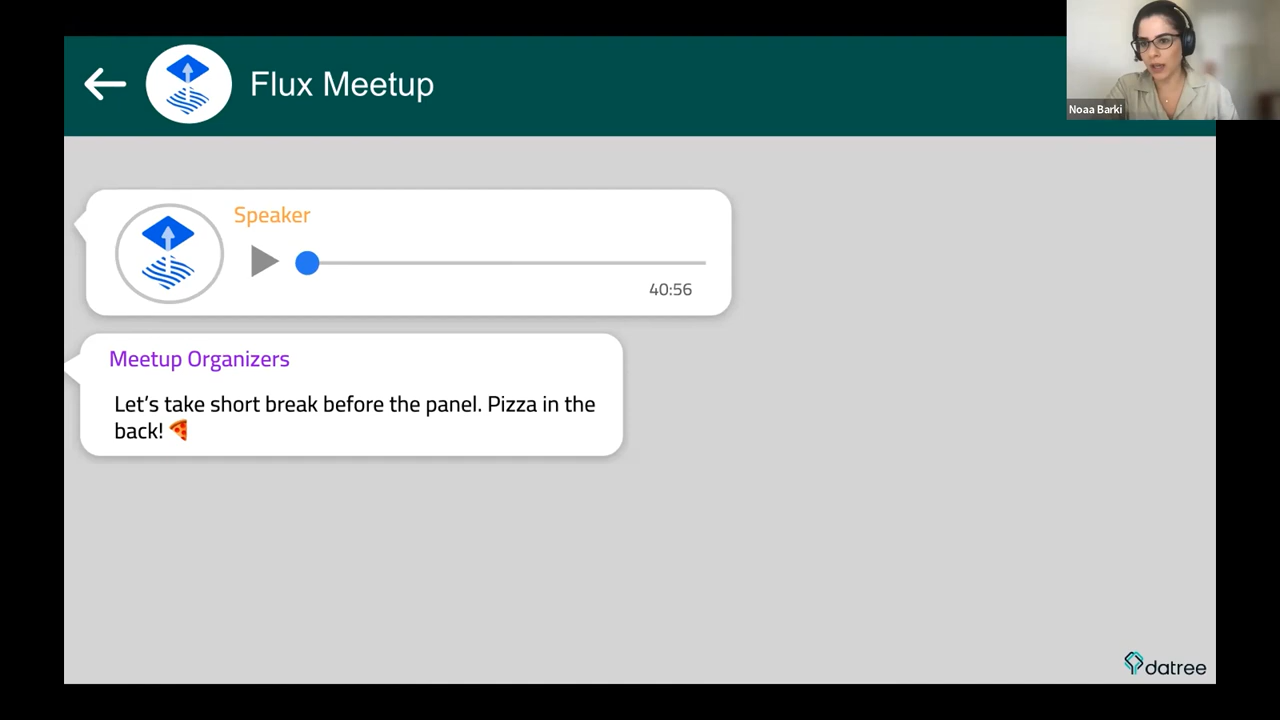 Flux Meetup
Noaa Barki
Speaker
40:56
Meetup Organizers
Let’s take short break before the panel. Pizza in the
back! 🍕
datree